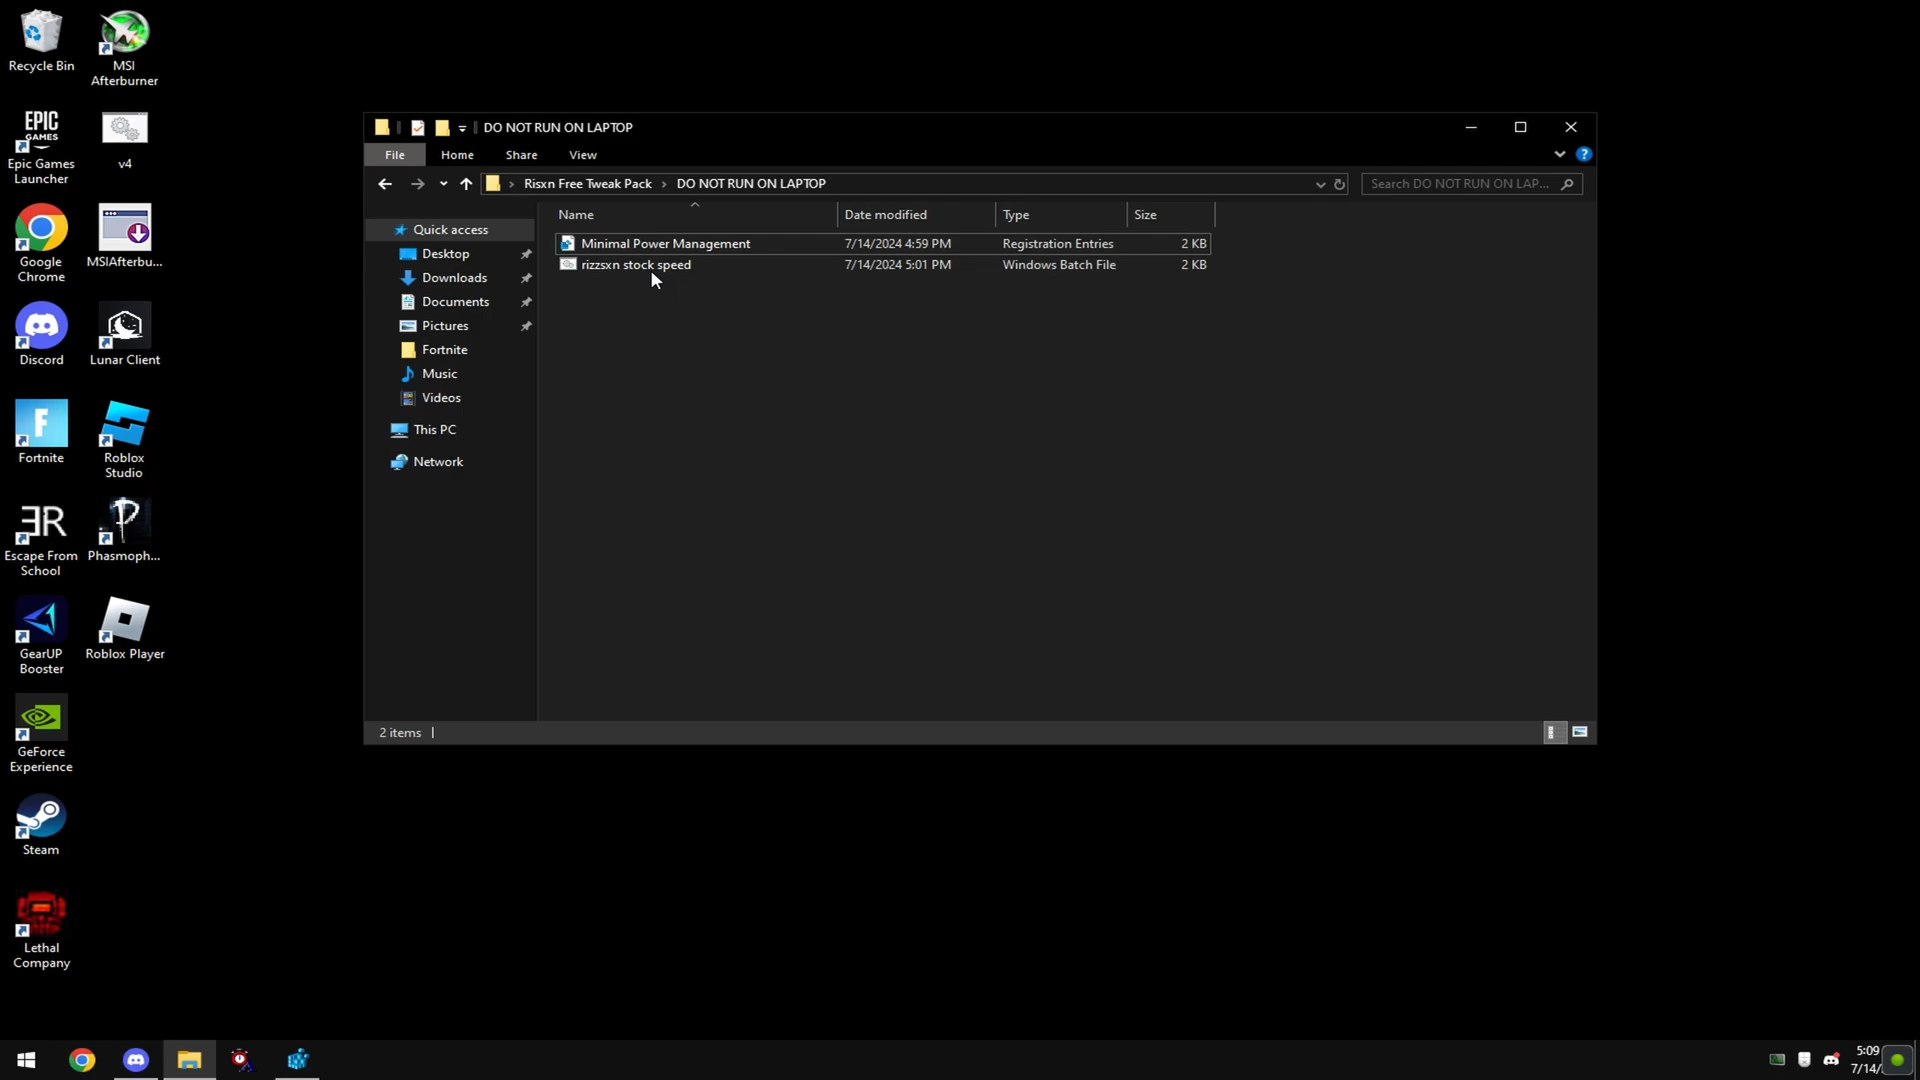 Recycle Bin
MSI
Afterburner
EPIC
GAMES
Epic Games
Launcher
v4
Google
Chrome
MSIAfterbu...
Discord
Lunar Client
F
Fortnite
Roblox
Studio
ƎR
Escape From
School
P
Phasmoph...
GearUP
Booster
Roblox Player
GeForce
Experience
Steam
Lethal
Company
DO NOT RUN ON LAPTOP
File Home Share View
?
Risxn Free Tweak Pack › DO NOT RUN ON LAPTOP
Search DO NOT RUN ON LAP...
Name Date modified Type Size
Minimal Power Management 7/14/2024 4:59 PM Registration Entries 2 KB
rizzsxn stock speed 7/14/2024 5:01 PM Windows Batch File 2 KB
Quick access
Desktop
Downloads
Documents
Pictures
Fortnite
Music
Videos
This PC
Network
2 items
5:09
7/14/